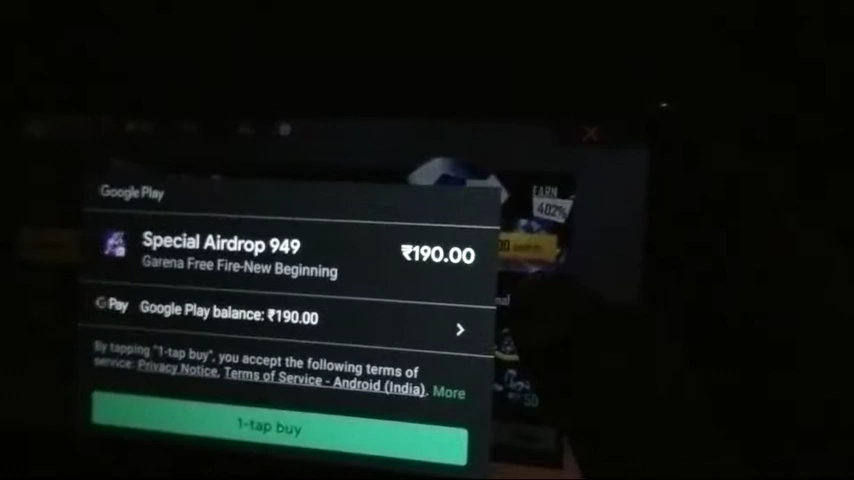 EARN
402%
Google Play
Special Airdrop 949
₹190.00
Garena Free Fire-New Beginning
G Pay Google Play balance: ₹190.00
By tapping "1-tap buy", you accept the following terms of
service: Privacy Notice, Terms of Service - Android (India). More
50
1-tap buy